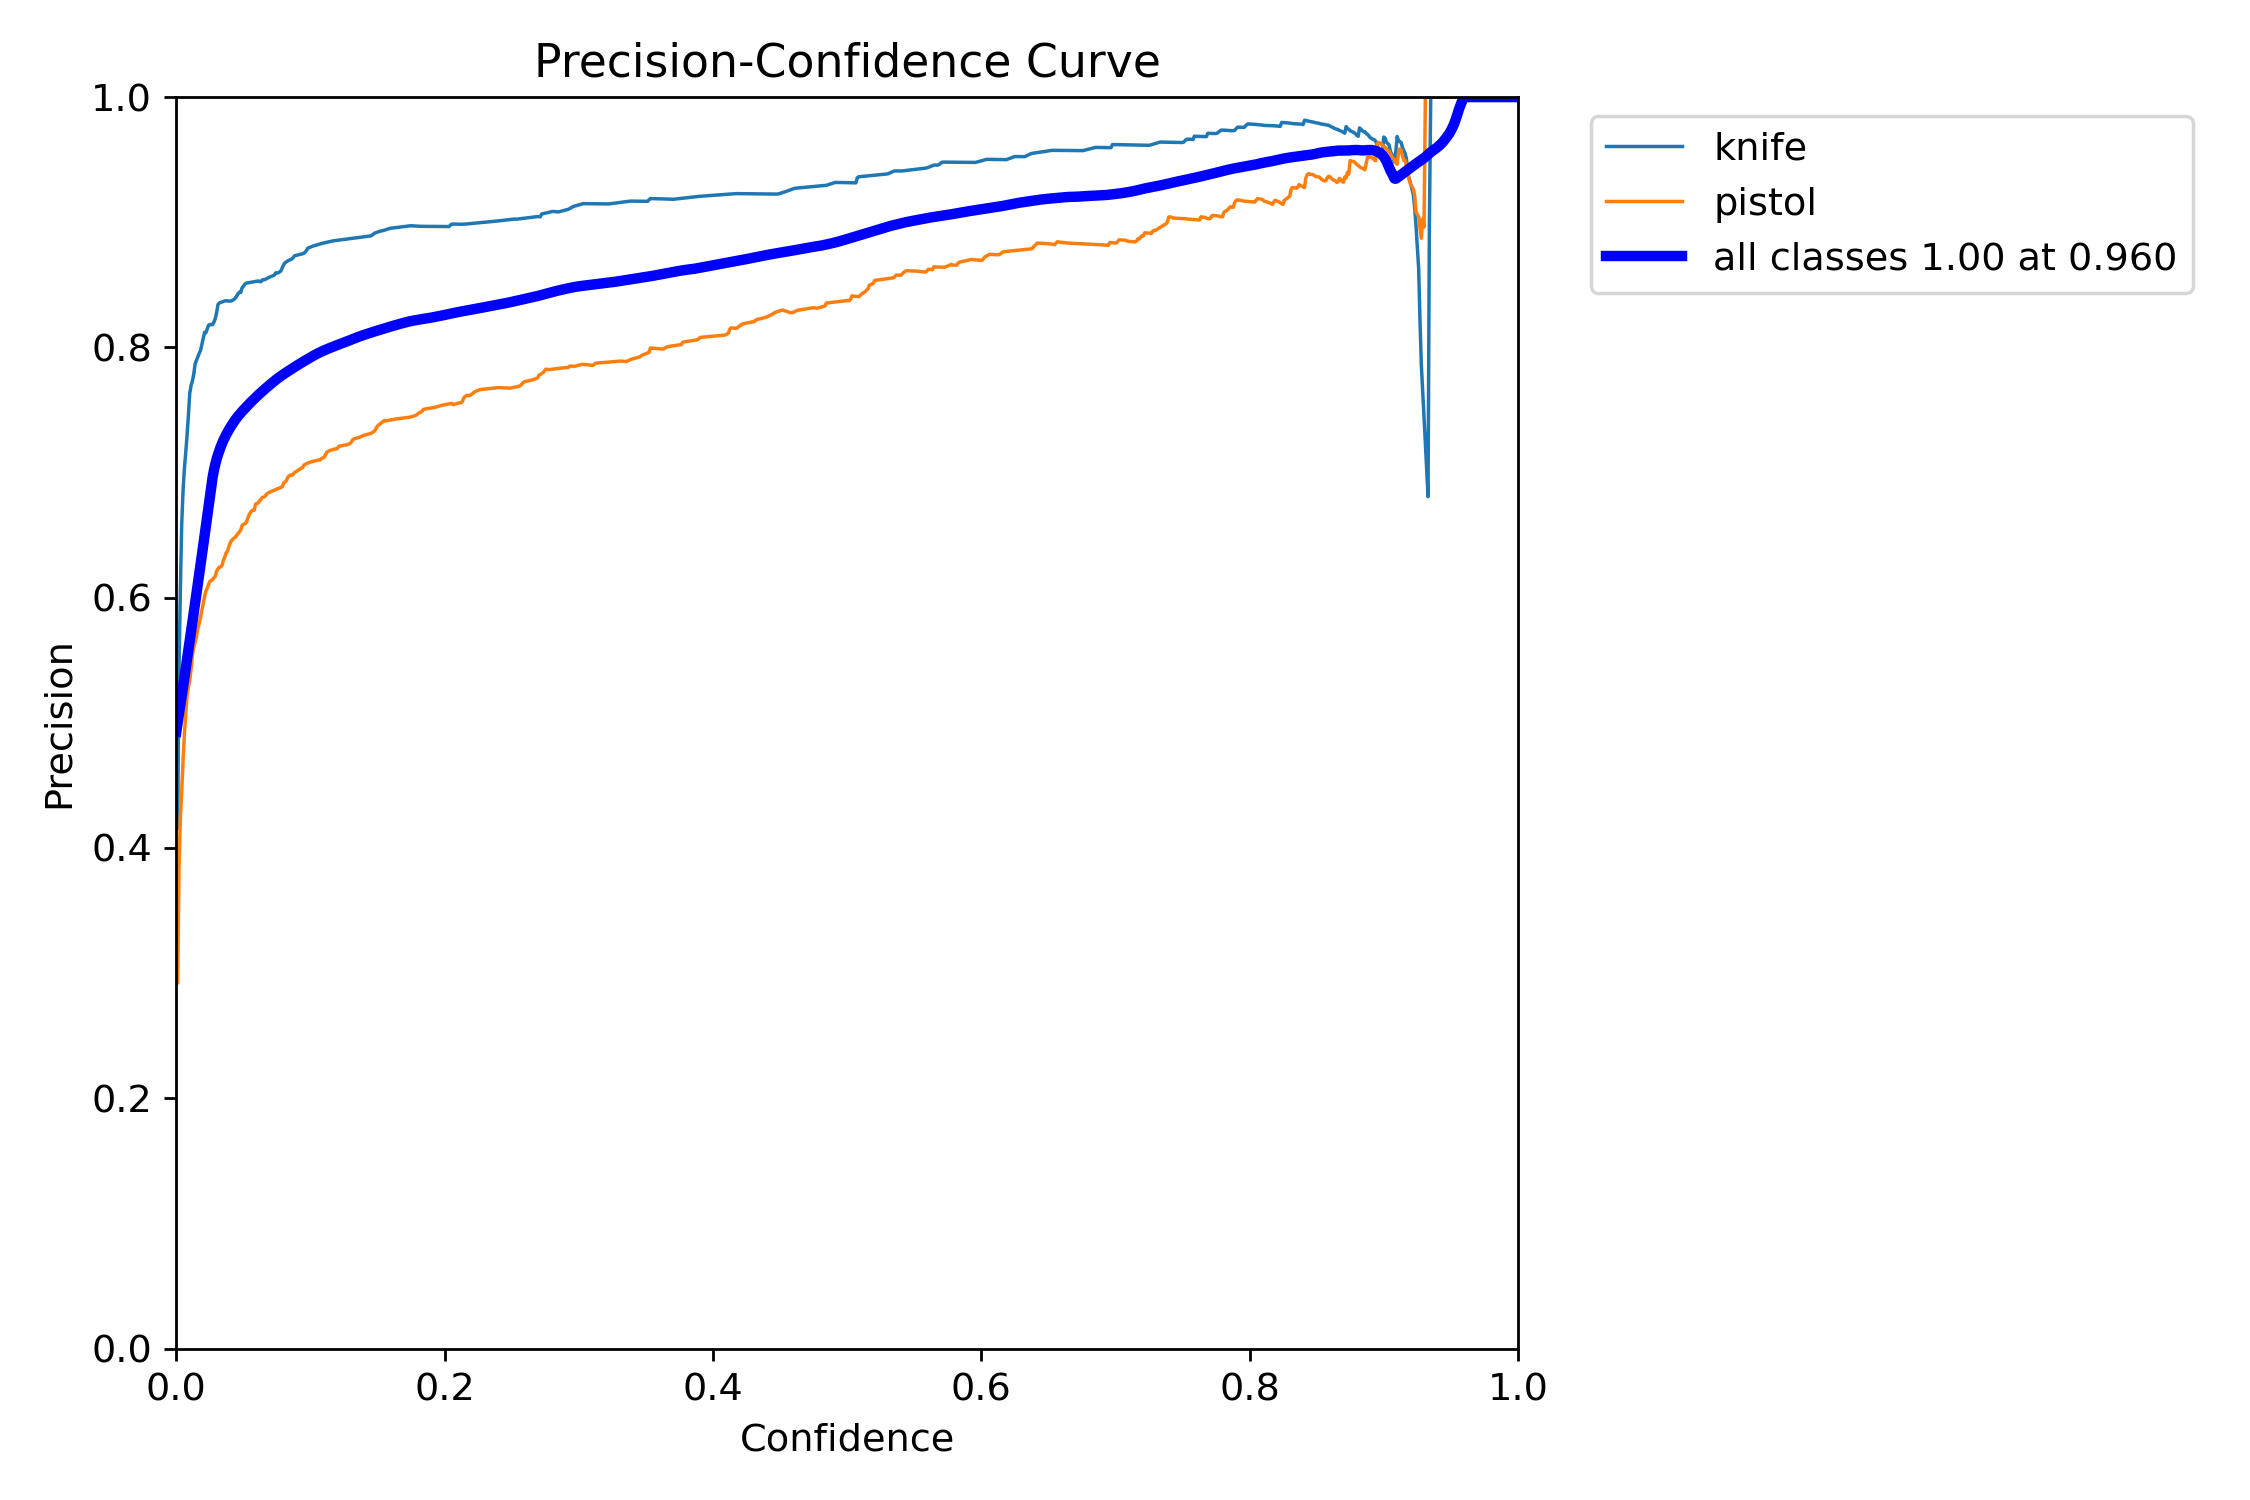 Precision-Confidence Curve
1.0
0.8
0.6
0.4
0.2
0.0
Precision
0.0 0.2 0.4 0.6 0.8 1.0
Confidence
knife
pistol
all classes 1.00 at 0.960